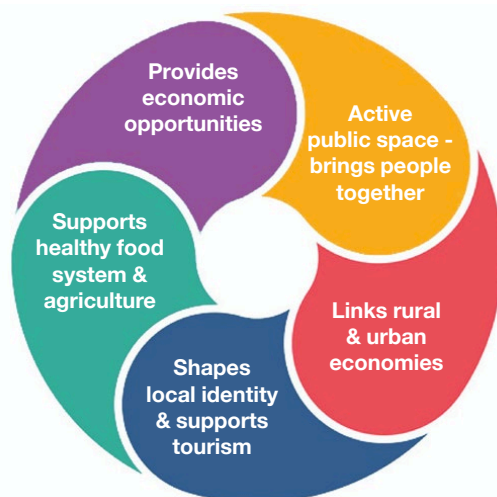 Provides
economic
opportunities
Active
public space -
brings people
together
Links rural
& urban
economies
Shapes
local identity
& supports
tourism
Supports
healthy food
system &
agriculture